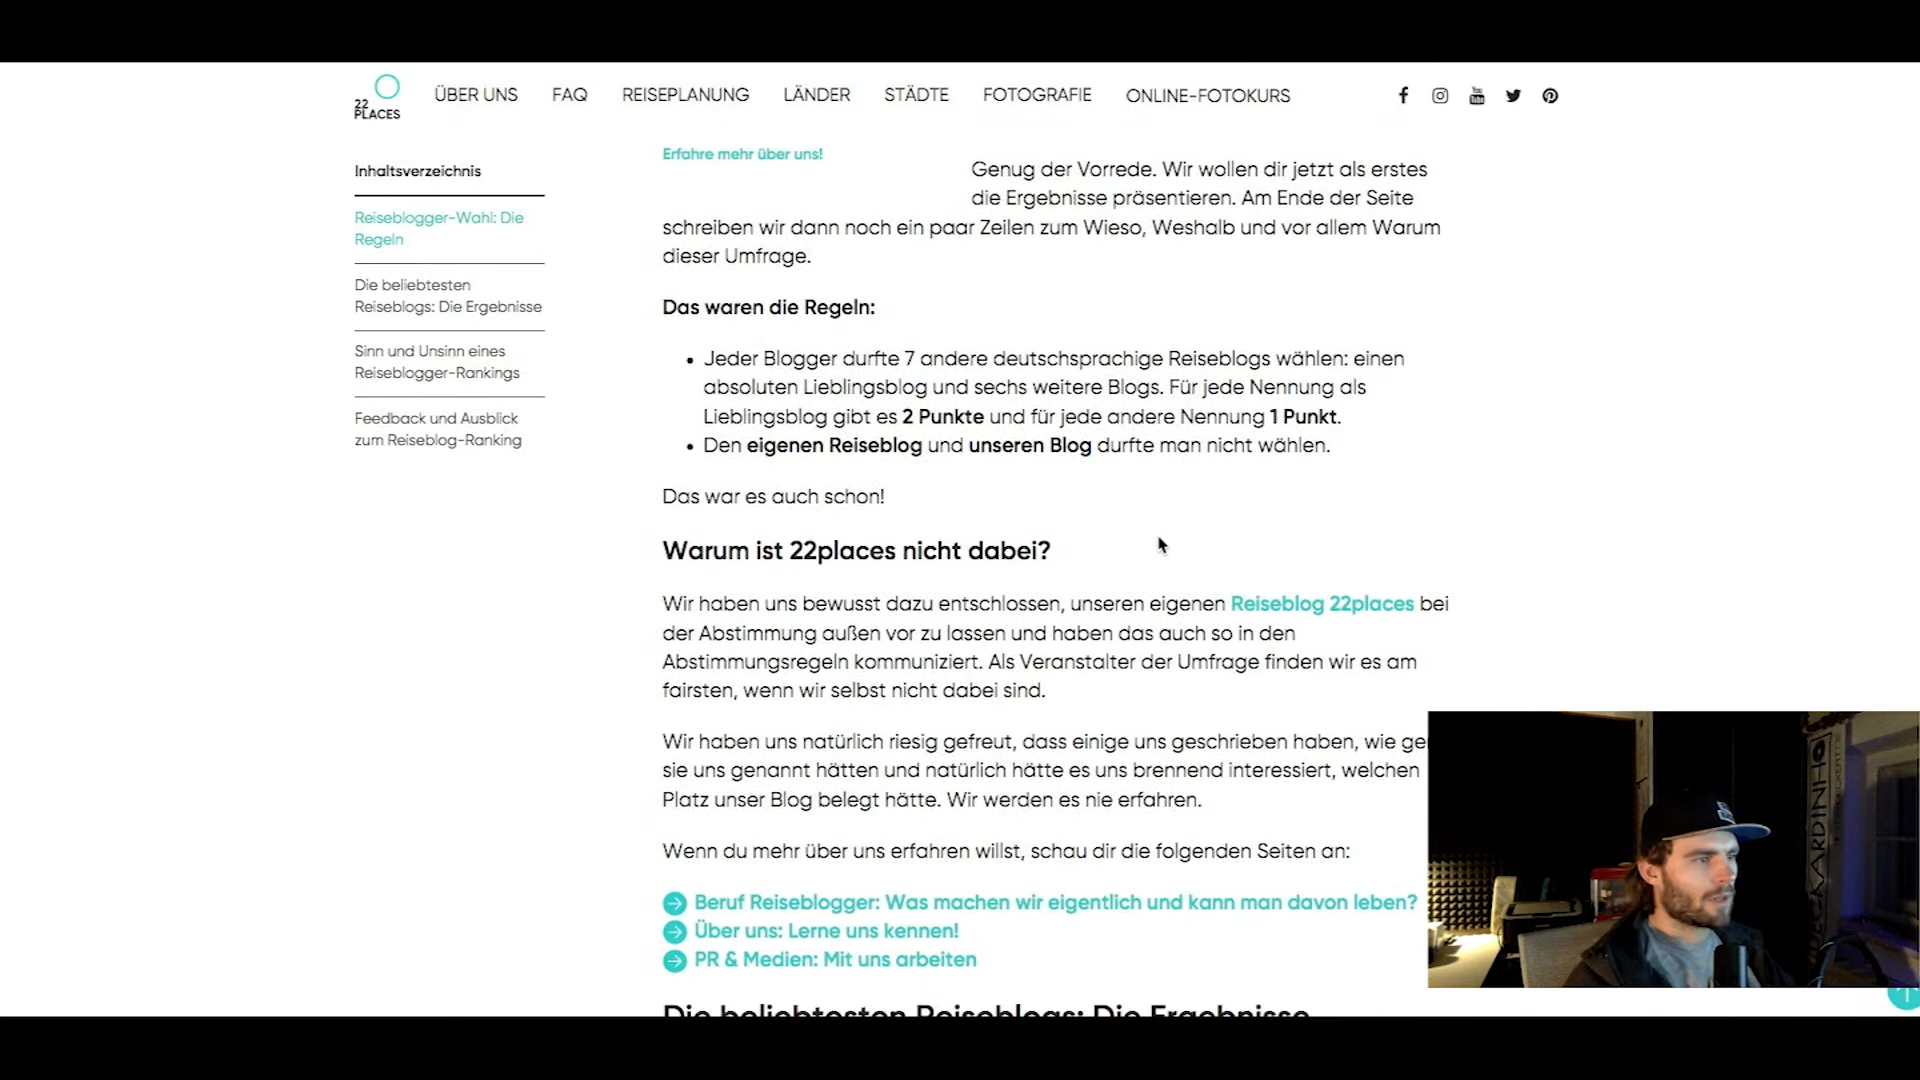 22
PLACES
ÜBER UNS
FAQ
REISEPLANUNG
LÄNDER
STÄDTE
FOTOGRAFIE
ONLINE-FOTOKURS
Inhaltsverzeichnis
Reiseblogger-Wahl: Die
Regeln
Die beliebtesten
Reiseblogs: Die Ergebnisse
Sinn und Unsinn eines
Reiseblogger-Rankings
Feedback und Ausblick
zum Reiseblog-Ranking
Erfahre mehr über uns!
Genug der Vorrede. Wir wollen dir jetzt als erstes
die Ergebnisse präsentieren. Am Ende der Seite
schreiben wir dann noch ein paar Zeilen zum Wieso, Weshalb und vor allem Warum
dieser Umfrage.
Das waren die Regeln:
• Jeder Blogger durfte 7 andere deutschsprachige Reiseblogs wählen: einen
absoluten Lieblingsblog und sechs weitere Blogs. Für jede Nennung als
Lieblingsblog gibt es 2 Punkte und für jede andere Nennung 1 Punkt.
• Den eigenen Reiseblog und unseren Blog durfte man nicht wählen.
Das war es auch schon!
Warum ist 22places nicht dabei?
Wir haben uns bewusst dazu entschlossen, unseren eigenen Reiseblog 22places bei
der Abstimmung außen vor zu lassen und haben das auch so in den
Abstimmungsregeln kommuniziert. Als Veranstalter der Umfrage finden wir es am
fairsten, wenn wir selbst nicht dabei sind.
Wir haben uns natürlich riesig gefreut, dass einige uns geschrieben haben, wie ge
sie uns genannt hätten und natürlich hätte es uns brennend interessiert, welchen
Platz unser Blog belegt hätte. Wir werden es nie erfahren.
Wenn du mehr über uns erfahren willst, schau dir die folgenden Seiten an:
Beruf Reiseblogger: Was machen wir eigentlich und kann man davon leben?
Über uns: Lerne uns kennen!
PR & Medien: Mit uns arbeiten
Die beliebtesten Reiseblogs: Die Ergebnisse